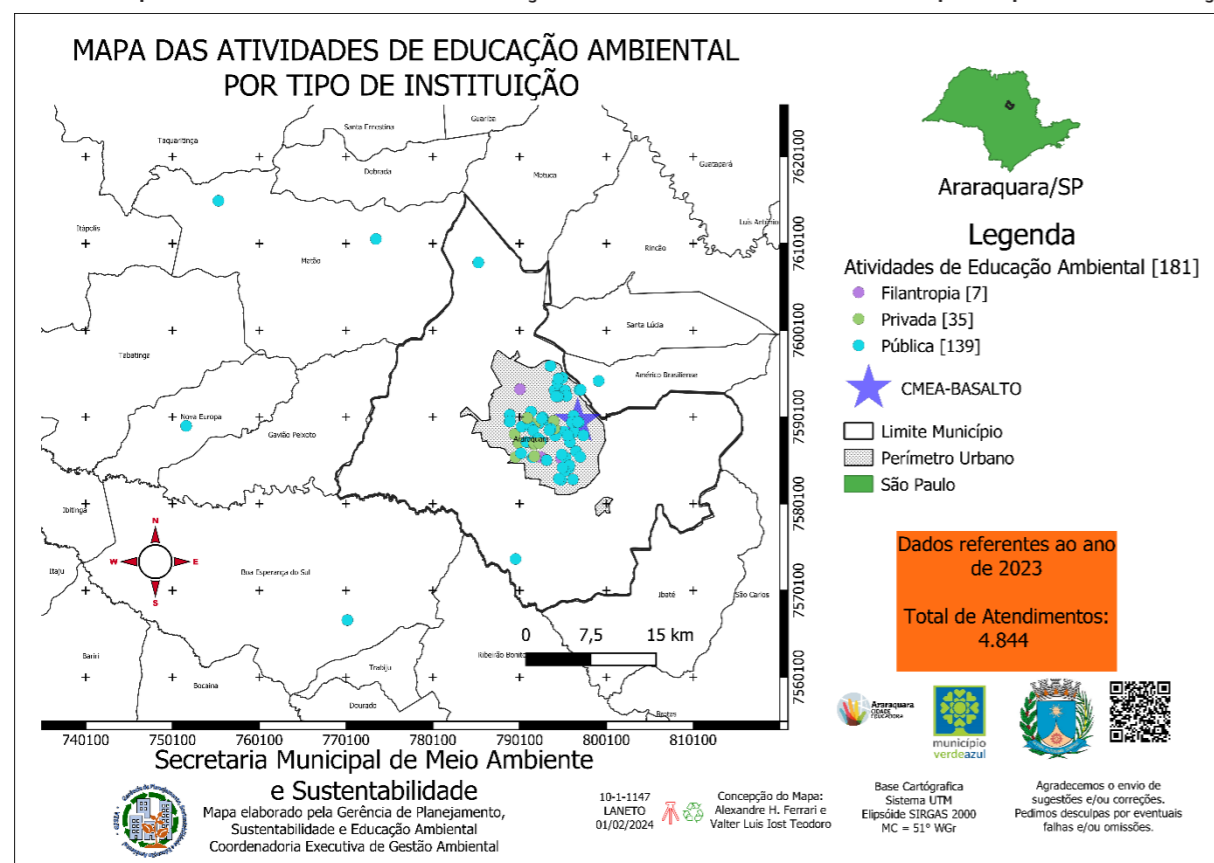 MAPA DAS ATIVIDADES DE EDUCAÇÃO AMBIENTAL
POR TIPO DE INSTITUIÇÃO
Guariba
Santa Ernestina
Taquaritinga
Dobrada
Motuca
Guatapará
Itápolis
Matão
Rincão
Luís Antônio
Santa Lúcia
Tabatinga
Américo Brasiliense
Nova Europa
Gavião Peixoto
Araraquara
Ibitinga
Itaju
Boa Esperança do Sul
Ibaté
São Carlos
Bariri
Bocaina
Trabiju
Dourado
Ribeirão Bonito
Brotas
N
W
E
S
0 7,5 15 km
7620100
7610100
7600100
7590100
7580100
7570100
7560100
740100 750100 760100 770100 780100 790100 800100 810100
Araraquara/SP
Legenda
Atividades de Educação Ambiental [181]
Filantropia [7]
Privada [35]
Pública [139]
CMEA-BASALTO
Limite Município
Perímetro Urbano
São Paulo
Dados referentes ao ano
de 2023
Total de Atendimentos:
4.844
Araraquara
CIDADE
EDUCADORA
município
verdeazul
Secretaria Municipal de Meio Ambiente
e Sustentabilidade
Mapa elaborado pela Gerência de Planejamento,
Sustentabilidade e Educação Ambiental
Coordenadoria Executiva de Gestão Ambiental
10-1-1147
LANETO
01/02/2024
Concepção do Mapa:
Alexandre H. Ferrari e
Valter Luis Iost Teodoro
Base Cártografica
Sistema UTM
Elipsóide SIRGAS 2000
MC = 51° WGr
Agradecemos o envio de
sugestões e/ou correções.
Pedimos desculpas por eventuais
falhas e/ou omissões.